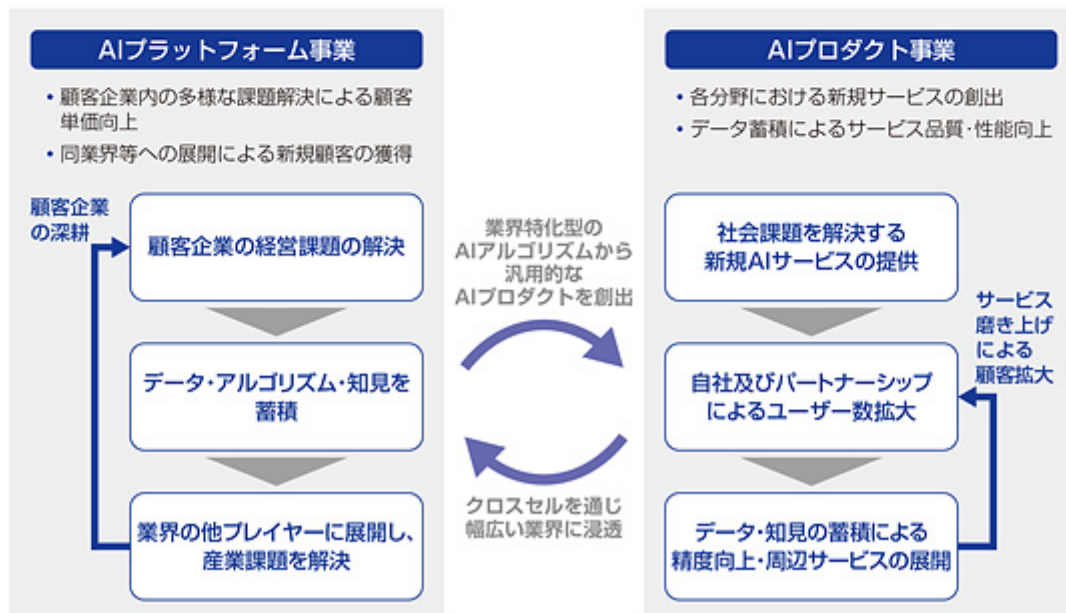 AIプラットフォーム事業
• 顧客企業内の多様な課題解決による顧客
単価向上
• 同業界等への展開による新規顧客の獲得
顧客企業
の深耕
顧客企業の経営課題の解決
データ・アルゴリズム・知見を
蓄積
業界の他プレイヤーに展開し、
産業課題を解決
業界特化型の
AIアルゴリズムから
汎用的な
AIプロダクトを創出
クロスセルを通じ
幅広い業界に浸透
AIプロダクト事業
• 各分野における新規サービスの創出
• データ蓄積によるサービス品質・性能向上
社会課題を解決する
新規AIサービスの提供
サービス
磨き上げ
による
顧客拡大
自社及びパートナーシップ
によるユーザー数拡大
データ・知見の蓄積による
精度向上・周辺サービスの展開